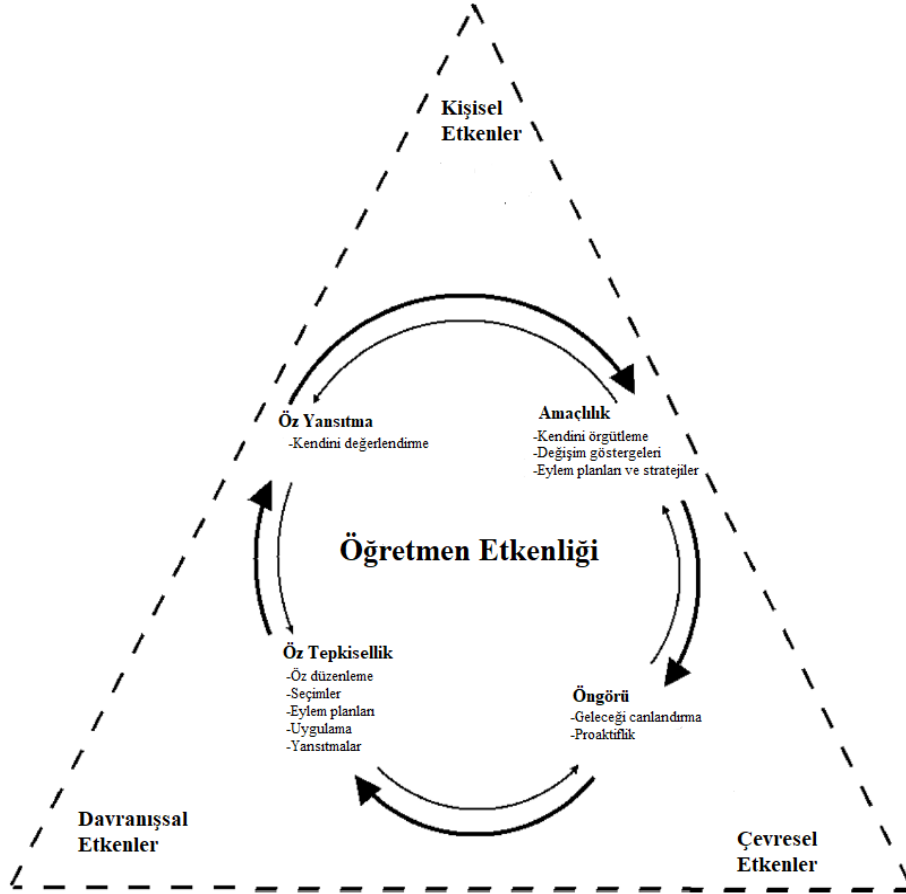 Kişisel
Etkenler
Öz Yansıtma
-Kendini değerlendirme
Amaçlılık
-Kendini örgütleme
-Değişim göstergeleri
-Eylem planları ve stratejiler
Öğretmen Etkenliği
Öz Tepkisellik
-Öz düzenleme
-Seçimler
-Eylem planları
-Uygulama
-Yansıtmalar
Öngörü
-Geleceği canlandırma
-Proaktiflik
Davranışsal
Etkenler
Çevresel
Etkenler